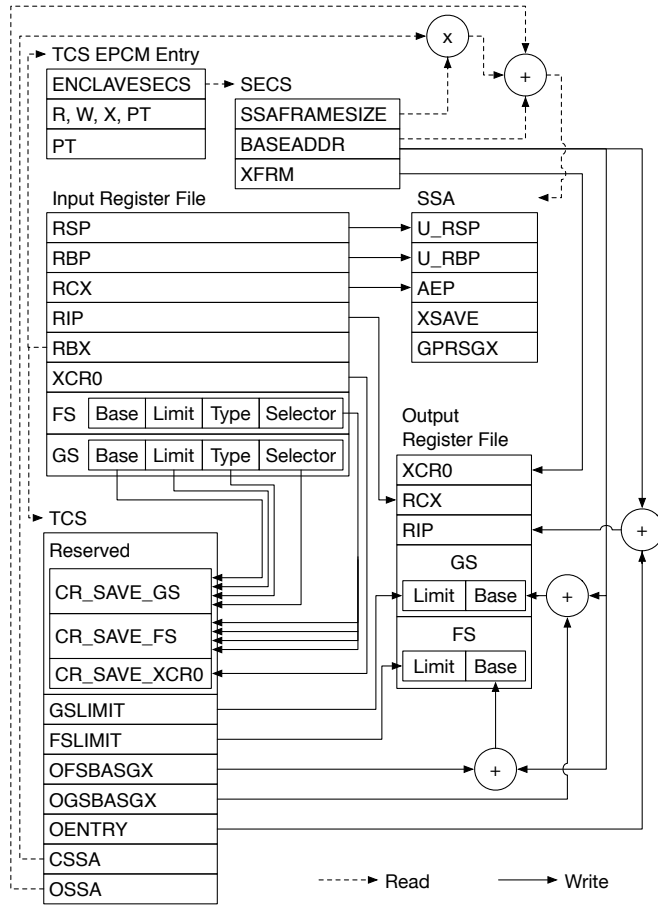 x
TCS EPCM Entry
+
ENCLAVESECS
SECS
R, W, X, PT
SSAFRAMESIZE
PT
BASEADDR
XFRM
Input Register File
SSA
RSP
U_RSP
RBP
U_RBP
RCX
AEP
RIP
XSAVE
RBX
GPRSGX
XCR0
FS Base Limit Type Selector
Output
Register File
GS Base Limit Type Selector
XCR0
RCX
TCS
RIP
+
Reserved
GS
CR_SAVE_GS
Limit Base
+
CR_SAVE_FS
FS
CR_SAVE_XCR0
Limit Base
GSLIMIT
FSLIMIT
OFSBASGX
+
OGSBASGX
OENTRY
CSSA
OSSA
Read
Write